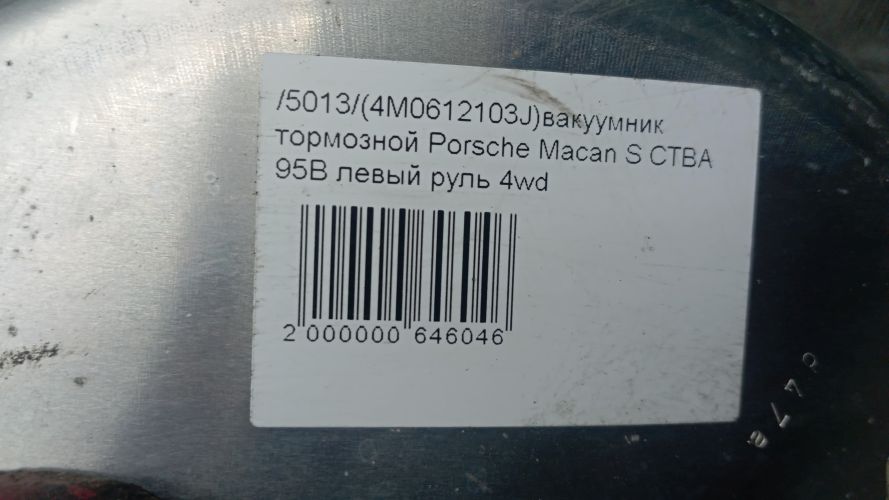 /5013/(4M0612103J)вакуумник
тормозной Porsche Macan S CTBA
95B левый руль 4wd
2 000000 646046